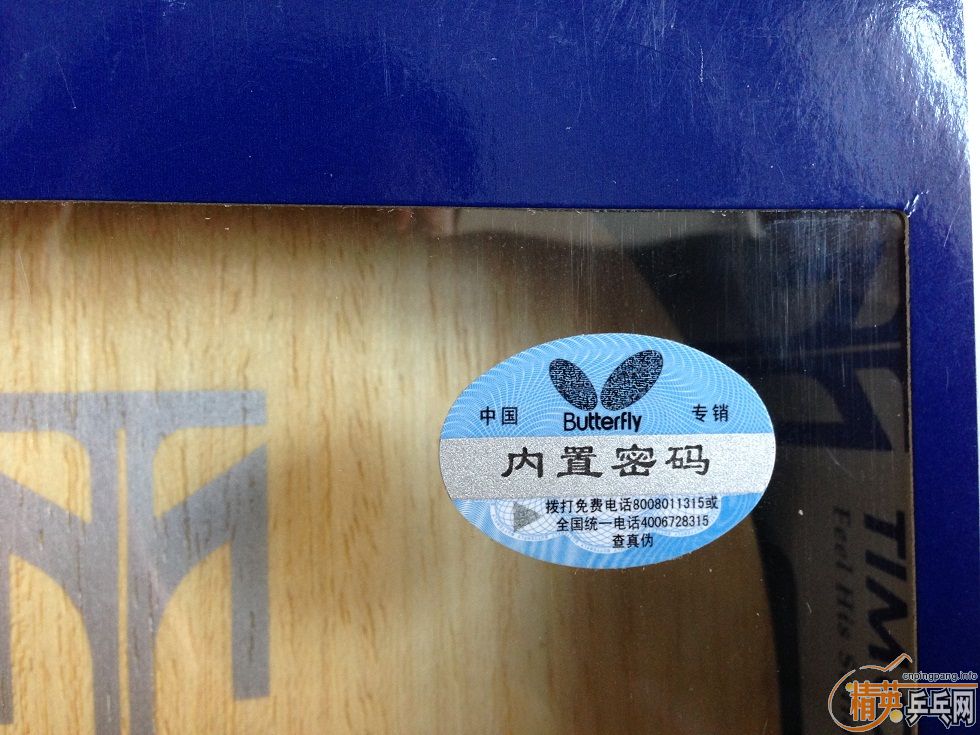 中国
Butterfly
专销
内置密码
拨打免费电话8008011315或
全国统一电话4006728315
查真伪
TIM
Feel His S
cnpingpang.info
精英乒乓网